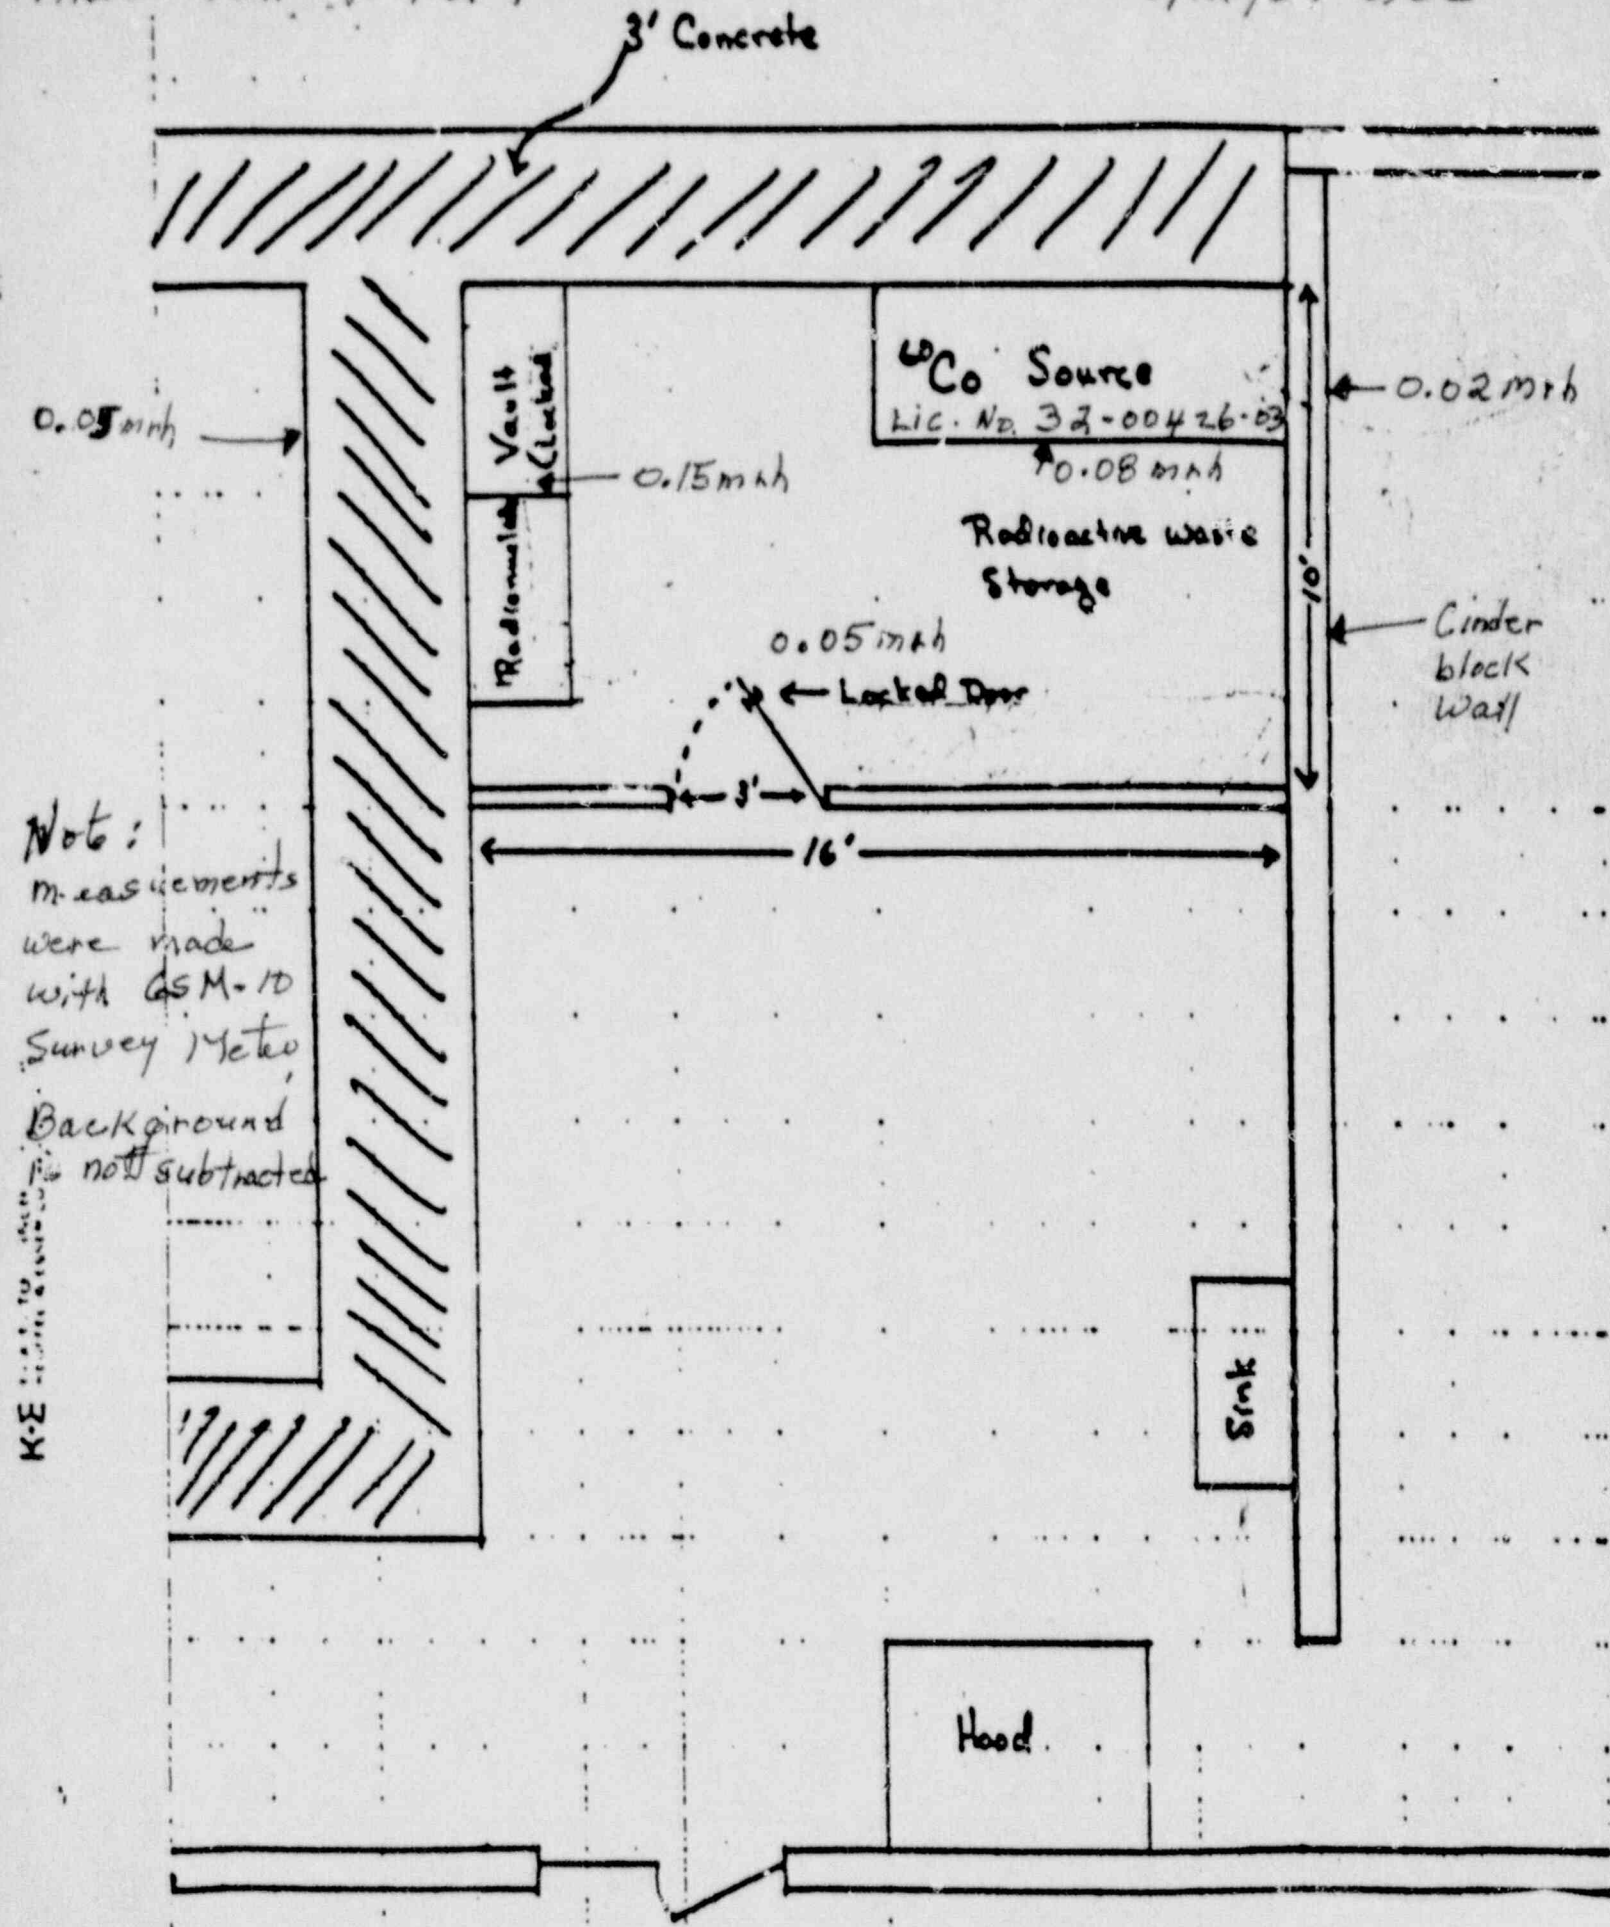 3' Concrete
60Co Source
Lic. No. 32-00426-03
0.02 mrh
0.05 mrh
Vault
(Locked
0.15 mrh
0.08 mrh
Radioactive Waste
Storage
10'
Radionuclide
Cinder
block
Wall
0.05 mrh
← Locked Door
3'
16'
Note:
measurements
were made
with GSM-10
Survey Meter
Background
is not subtracted
K-E
Sink
Hood